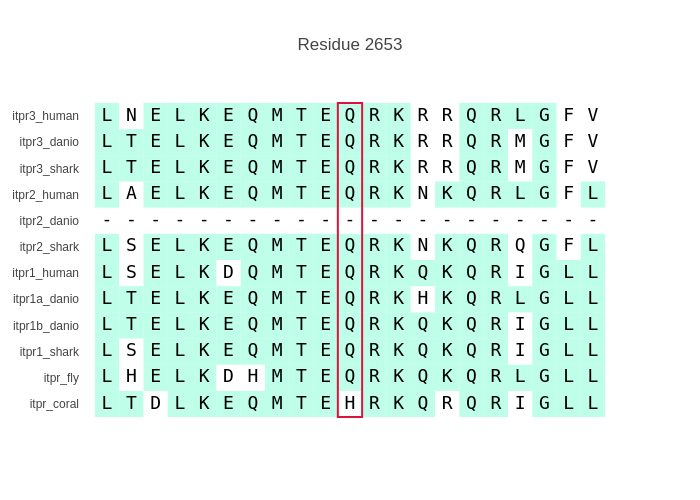 Residue 2653
itpr3_human L N E L K E Q M T E Q R K R R Q R L G F V
itpr3_danio L T E L K E Q M T E Q R K R R Q R M G F V
itpr3_shark L T E L K E Q M T E Q R K R R Q R M G F V
itpr2_human L A E L K E Q M T E Q R K N K Q R L G F L
itpr2_danio - - - - - - - - - - - - - - - - - - - - -
itpr2_shark L S E L K E Q M T E Q R K N K Q R Q G F L
itpr1_human L S E L K D Q M T E Q R K Q K Q R I G L L
itpr1a_danio L T E L K E Q M T E Q R K H K Q R L G L L
itpr1b_danio L T E L K E Q M T E Q R K Q K Q R I G L L
itpr1_shark L S E L K E Q M T E Q R K Q K Q R I G L L
itpr_fly L H E L K D H M T E Q R K Q K Q R L G L L
itpr_coral L T D L K E Q M T E H R K Q R Q R I G L L